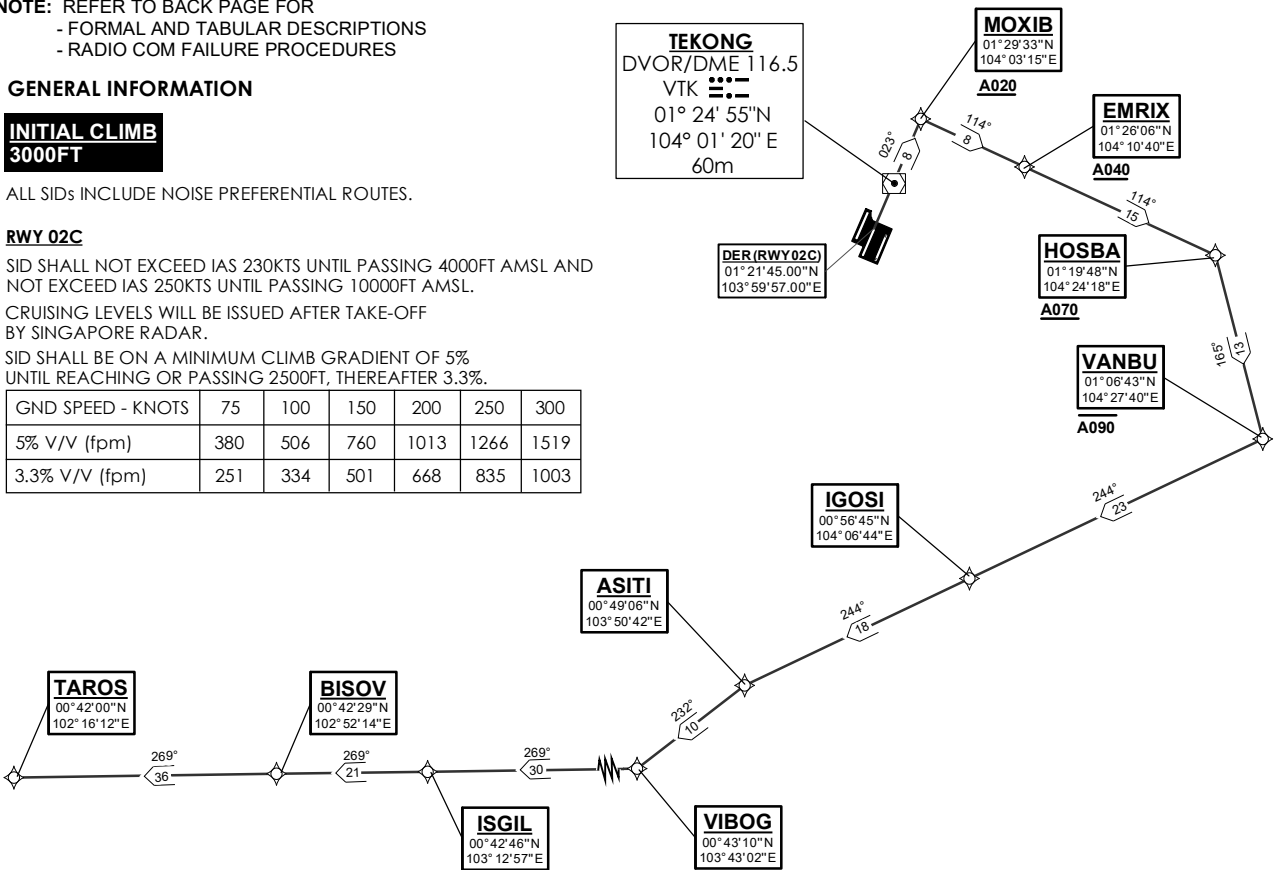 NOTE: REFER TO BACK PAGE FOR
- FORMAL AND TABULAR DESCRIPTIONS
- RADIO COM FAILURE PROCEDURES
GENERAL INFORMATION
INITIAL CLIMB
3000FT
ALL SIDs INCLUDE NOISE PREFERENTIAL ROUTES.
RWY 02C
SID SHALL NOT EXCEED IAS 230KTS UNTIL PASSING 4000FT AMSL AND
NOT EXCEED IAS 250KTS UNTIL PASSING 10000FT AMSL.
CRUISING LEVELS WILL BE ISSUED AFTER TAKE-OFF
BY SINGAPORE RADAR.
SID SHALL BE ON A MINIMUM CLIMB GRADIENT OF 5%
UNTIL REACHING OR PASSING 2500FT, THEREAFTER 3.3%.
GND SPEED - KNOTS 75 100 150 200 250 300
5% V/V (fpm) 380 506 760 1013 1266 1519
3.3% V/V (fpm) 251 334 501 668 835 1003
TEKONG
DVOR/DME 116.5
VTK
01° 24' 55"N
104° 01' 20" E
60m
DER (RWY02C)
01°21'45.00"N
103°59'57.00"E
023°
8
MOXIB
01°29'33"N
104°03'15"E
A020
114°
8
EMRIX
01°26'06"N
104°10'40"E
A040
114°
15
HOSBA
01°19'48"N
104°24'18"E
A070
165°
13
VANBU
01°06'43"N
104°27'40"E
A090
244°
23
IGOSI
00°56'45"N
104°06'44"E
244°
18
ASITI
00°49'06"N
103°50'42"E
232°
10
VIBOG
00°43'10"N
103°43'02"E
269°
30
ISGIL
00°42'46"N
103°12'57"E
269°
21
BISOV
00°42'29"N
102°52'14"E
269°
36
TAROS
00°42'00"N
102°16'12"E